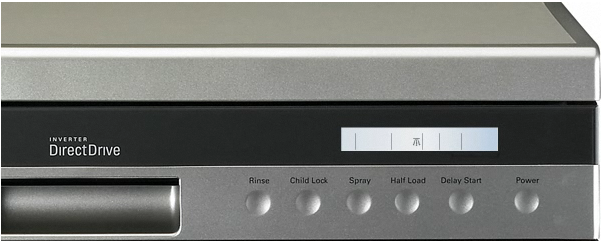 INVERTER
DirectDrive
Rinse Child Lock Spray Half Load Delay Start Power